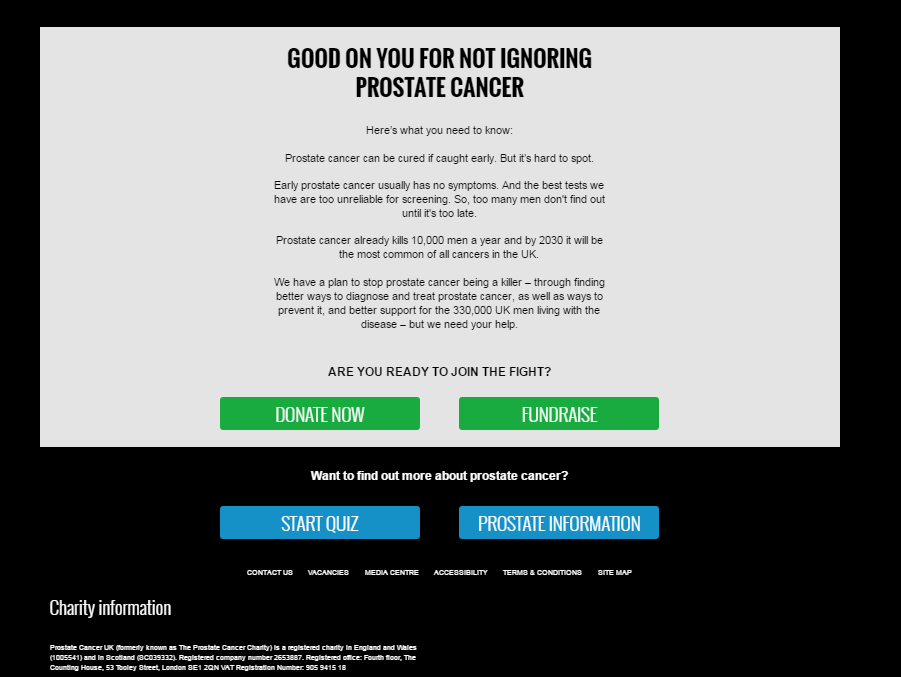 GOOD ON YOU FOR NOT IGNORING
PROSTATE CANCER
Here's what you need to know:
Prostate cancer can be cured if caught early. But it's hard to spot.
Early prostate cancer usually has no symptoms. And the best tests we
have are too unreliable for screening. So, too many men don't find out
until it's too late.
Prostate cancer already kills 10,000 men a year and by 2030 it will be
the most common of all cancers in the UK.
We have a plan to stop prostate cancer being a killer – through finding
better ways to diagnose and treat prostate cancer, as well as ways to
prevent it, and better support for the 330,000 UK men living with the
disease – but we need your help.
ARE YOU READY TO JOIN THE FIGHT?
DONATE NOW FUNDRAISE
Want to find out more about prostate cancer?
START QUIZ PROSTATE INFORMATION
CONTACT US VACANCIES MEDIA CENTRE ACCESSIBILITY TERMS & CONDITIONS SITE MAP
Charity information
Prostate Cancer UK (formerly known as The Prostate Cancer Charity) is a registered charity in England and Wales
(1005541) and in Scotland (SC039332). Registered company number 2653887. Registered office: Fourth floor, The
Counting House, 53 Tooley Street, London SE1 2QN VAT Registration Number: 905 9415 18